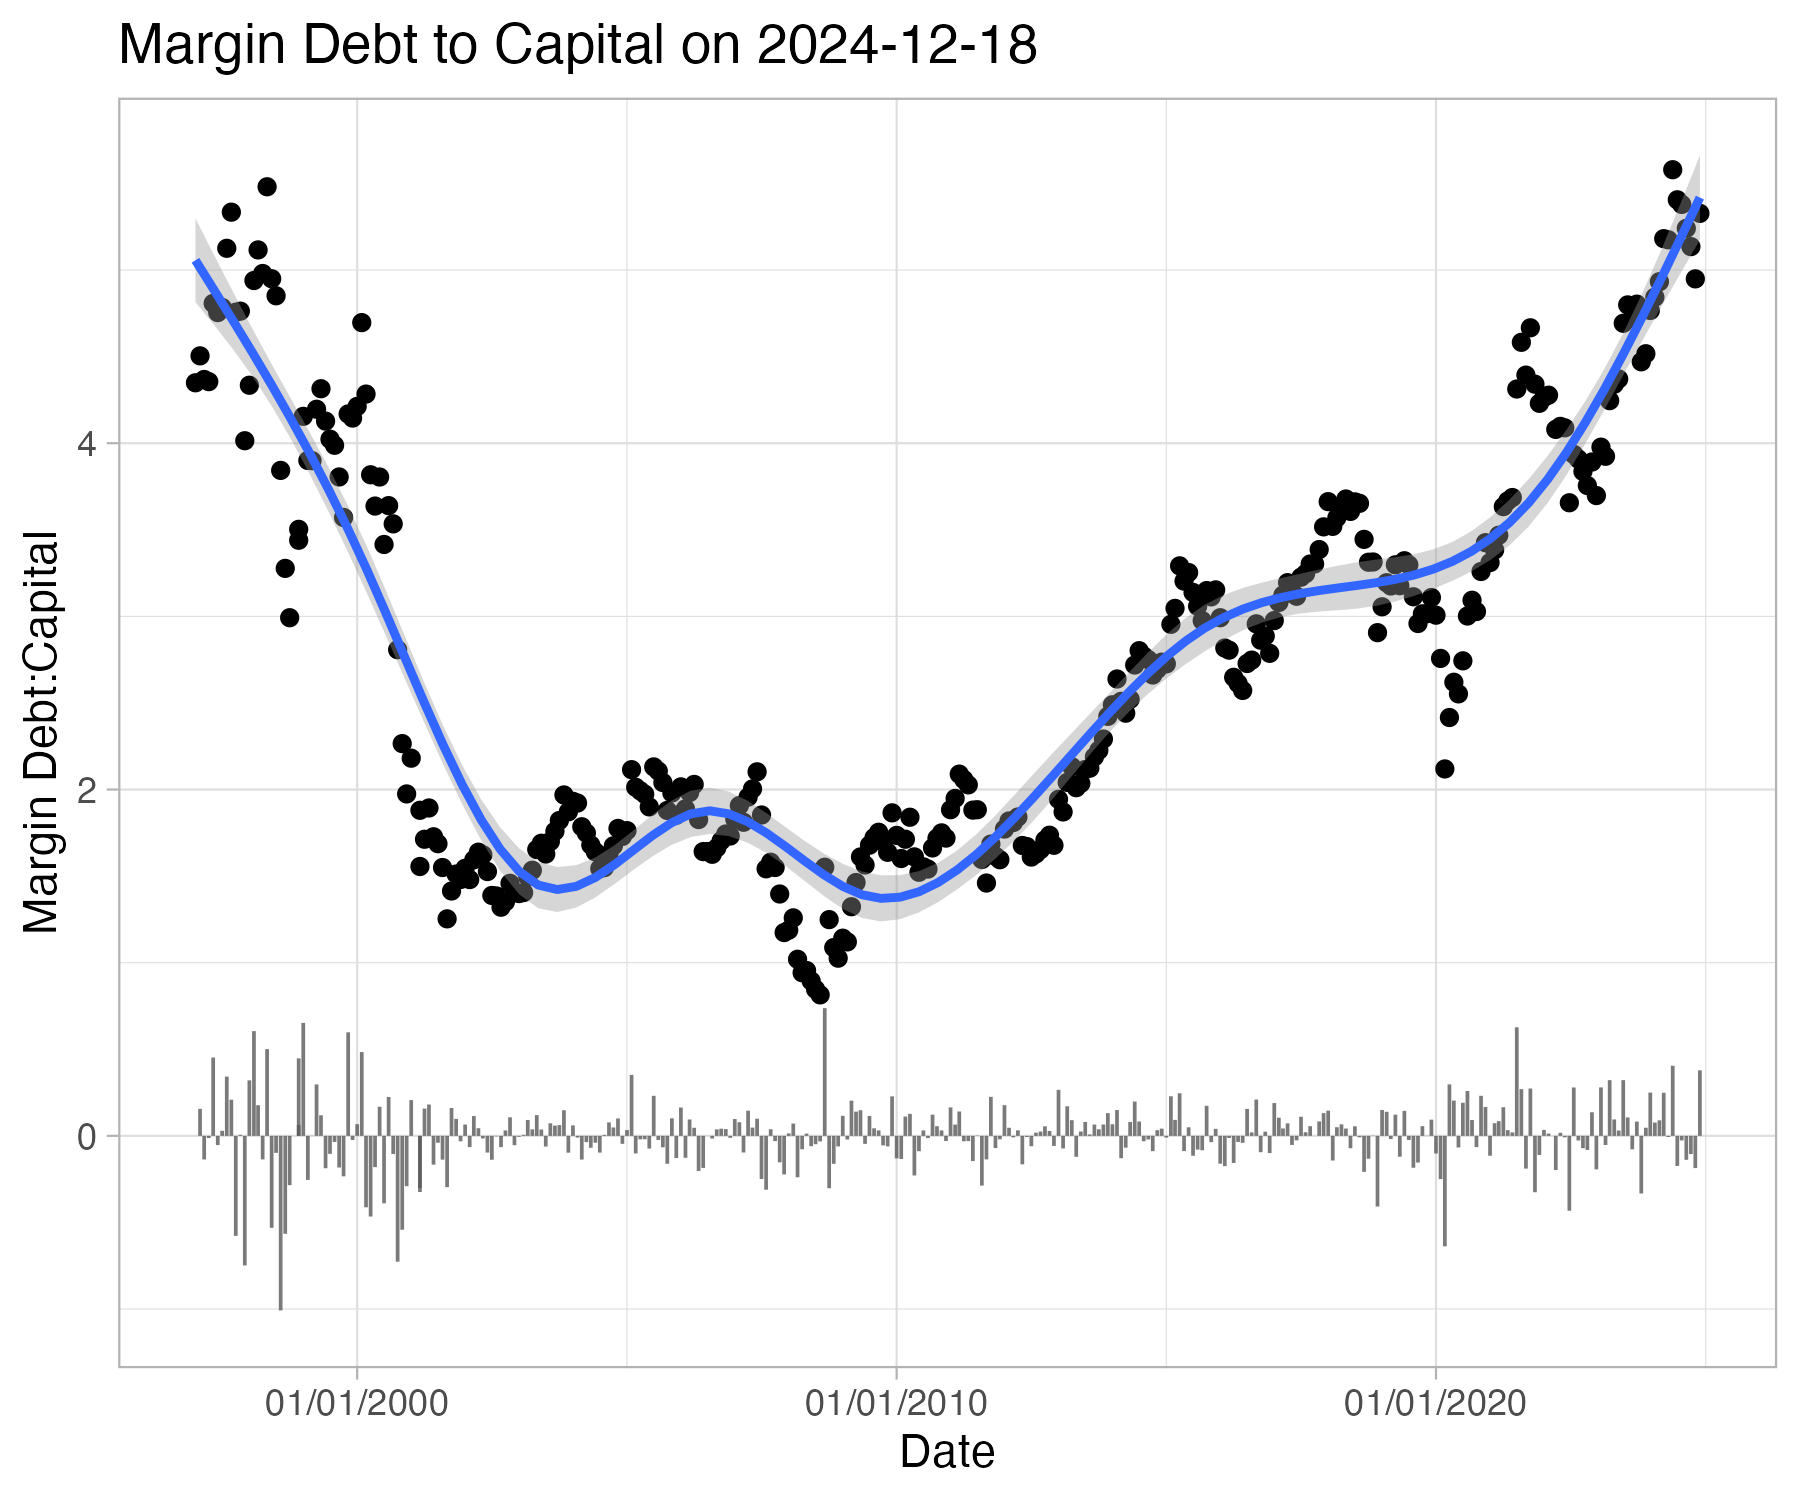 Margin Debt to Capital on 2024-12-18
Margin Debt:Capital
4
2
0
01/01/2000 01/01/2010 01/01/2020
Date